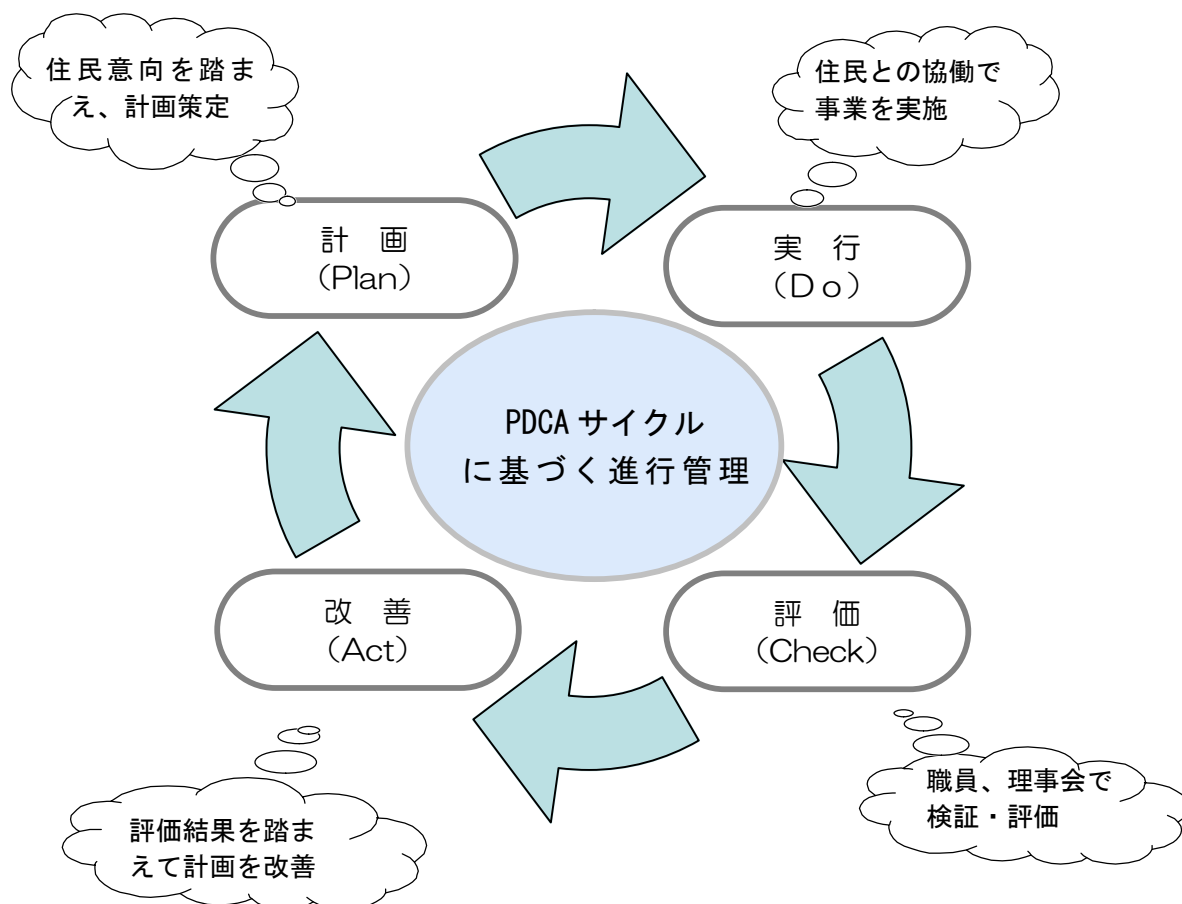 住民意向を踏ま
え、計画策定
住民との協働で
事業を実施
計　画
（Plan）
実　行
（Ｄｏ）
PDCA サイクル
に基づく進行管理
改　善
（Act）
評　価
（Check）
評価結果を踏ま
えて計画を改善
職員、理事会で
検証・評価